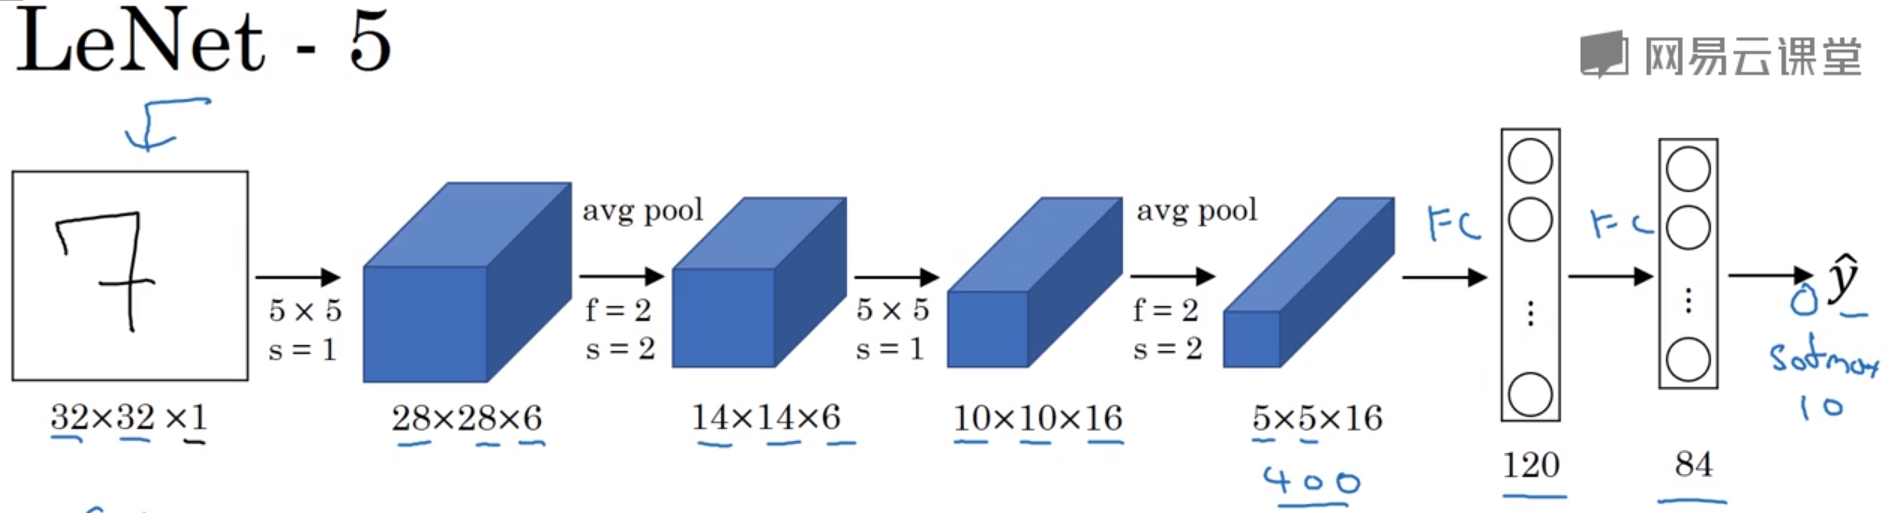 LeNet - 5
网易云课堂
7
avg pool
avg pool
FC
FC
5 × 5
s = 1
f = 2
s = 2
5 × 5
s = 1
f = 2
s = 2
⋮
⋮
ŷ
softmax
10
32×32 ×1
28×28×6
14×14×6
10×10×16
5×5×16
400
120
84